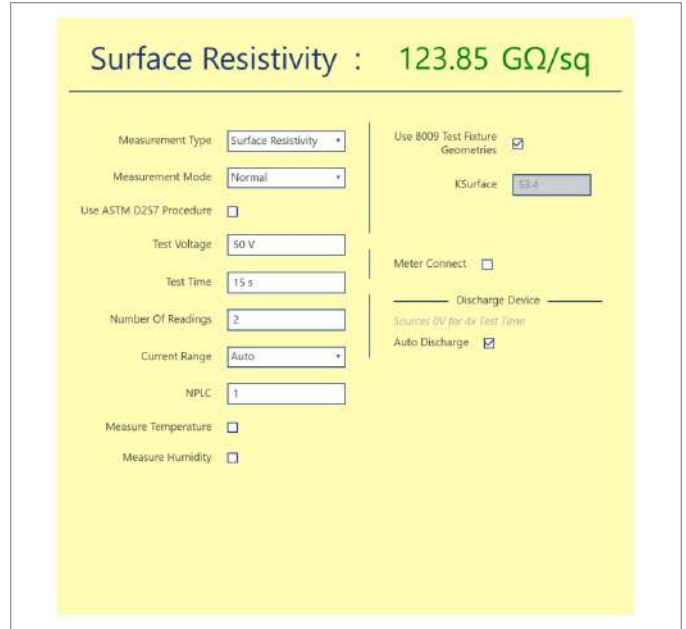 Surface Resistivity : 123.85 GΩ/sq
Measurement Type Surface Resistivity
Measurement Mode Normal
Use ASTM D257 Procedure
Test Voltage 50 V
Test Time 15 s
Number Of Readings 2
Current Range Auto
NPLC 1
Measure Temperature
Measure Humidity
Use 8009 Test Fixture
Geometries
KSurface 53.4
Meter Connect
Discharge Device
Sources 0V for 4x Test Time
Auto Discharge